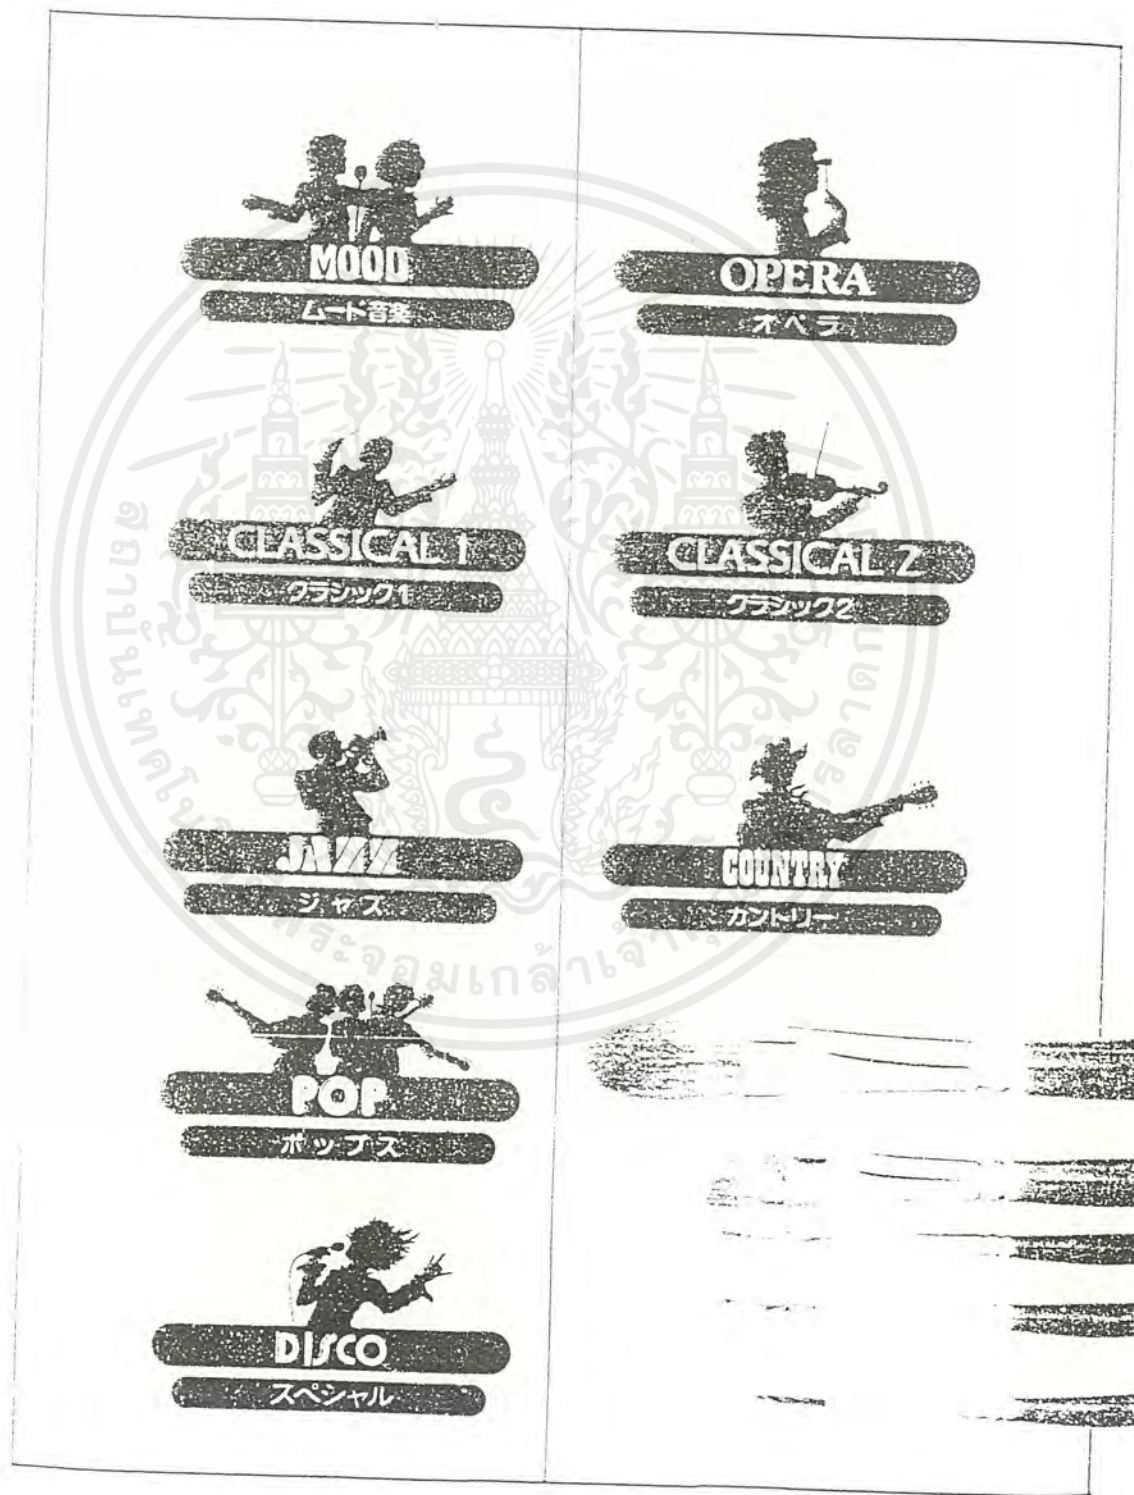 MOOD
ムード音楽
OPERA
オペラ
CLASSICAL 1
クラシック1
CLASSICAL 2
クラシック2
JAZZ
ジャズ
COUNTRY
カントリー
POP
ポップス
DISCO
スペシャル